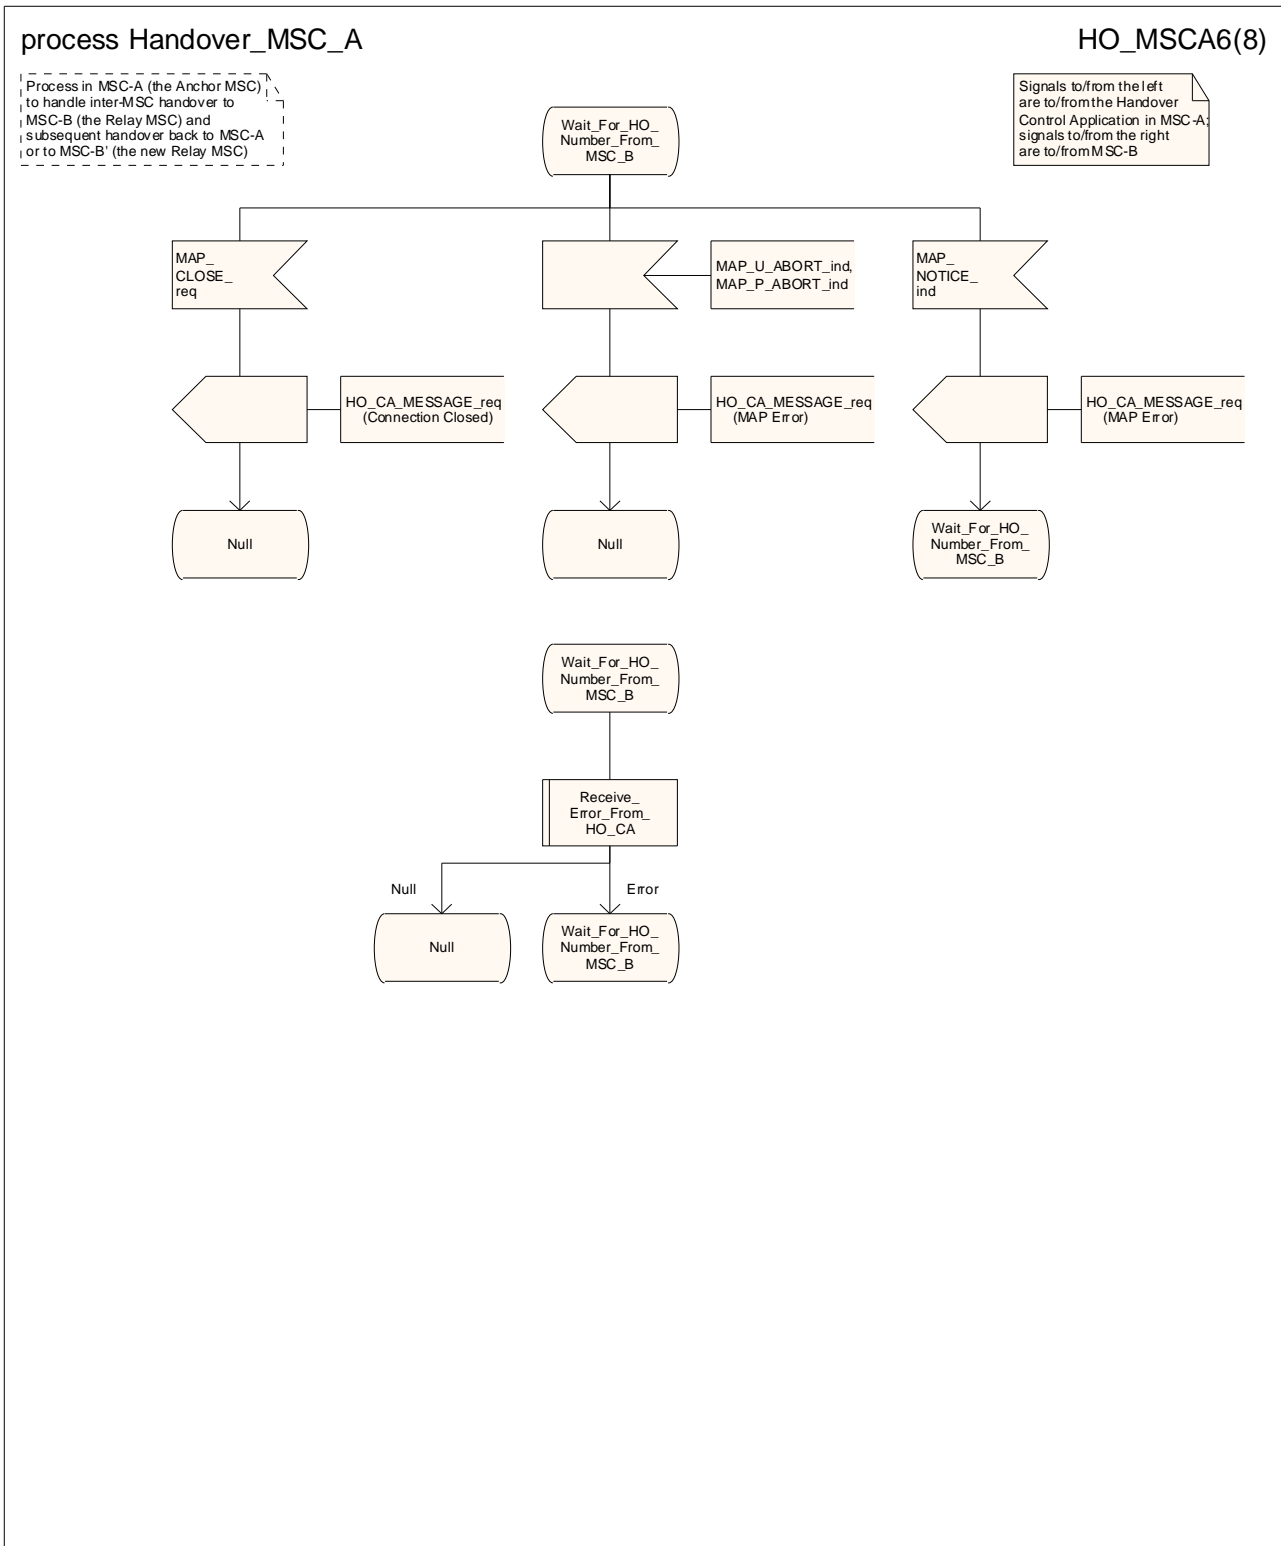 process Handover_MSC_A
HO_MSCA6(8)
Process in MSC-A (the Anchor MSC)
to handle inter-MSC handover to
MSC-B (the Relay MSC) and
subsequent handover back to MSC-A
or to MSC-B' (the new Relay MSC)
Signals to/from the left
are to/from the Handover
Control Application in MSC-A;
signals to/from the right
are to/from MSC-B
Wait_For_HO_
Number_From_
MSC_B
MAP_
CLOSE_
req
MAP_U_ABORT_ind,
MAP_P_ABORT_ind
MAP_
NOTICE_
ind
HO_CA_MESSAGE_req
(Connection Closed)
HO_CA_MESSAGE_req
(MAP Error)
HO_CA_MESSAGE_req
(MAP Error)
Null
Null
Wait_For_HO_
Number_From_
MSC_B
Wait_For_HO_
Number_From_
MSC_B
Receive_
Error_From_
HO_CA
Null
Error
Null
Wait_For_HO_
Number_From_
MSC_B